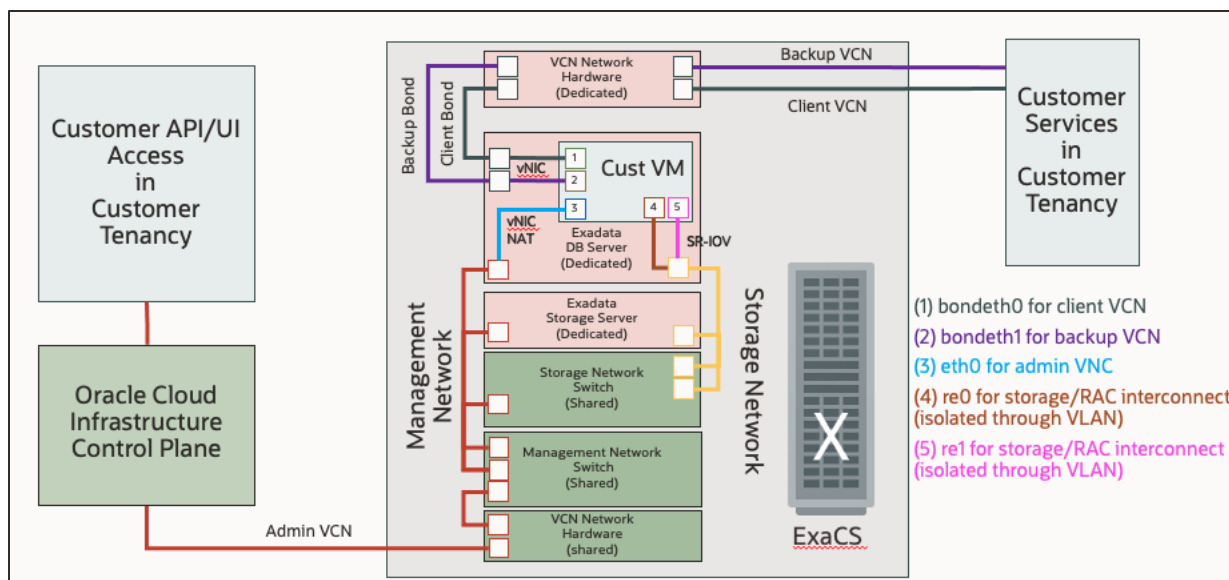 Customer API/UI
Access
in
Customer
Tenancy
Oracle Cloud
Infrastructure
Control Plane
Admin VCN
Backup Bond
Client Bond
VCN Network
Hardware
(Dedicated)
Backup VCN
Client VCN
Customer
Services
in
Customer
Tenancy
Cust VM
1
2
3
4
5
vNIC
vNIC
NAT
SR-IOV
Exadata
DB Server
(Dedicated)
Exadata
Storage Server
(Dedicated)
Storage Network
Switch
(Shared)
Management Network
Switch
(Shared)
VCN Network
Hardware
(shared)
Management
Network
Storage Network
X
ExaCS
(1) bondeth0 for client VCN
(2) bondeth1 for backup VCN
(3) eth0 for admin VNC
(4) re0 for storage/RAC interconnect
(isolated through VLAN)
(5) re1 for storage/RAC interconnect
(isolated through VLAN)